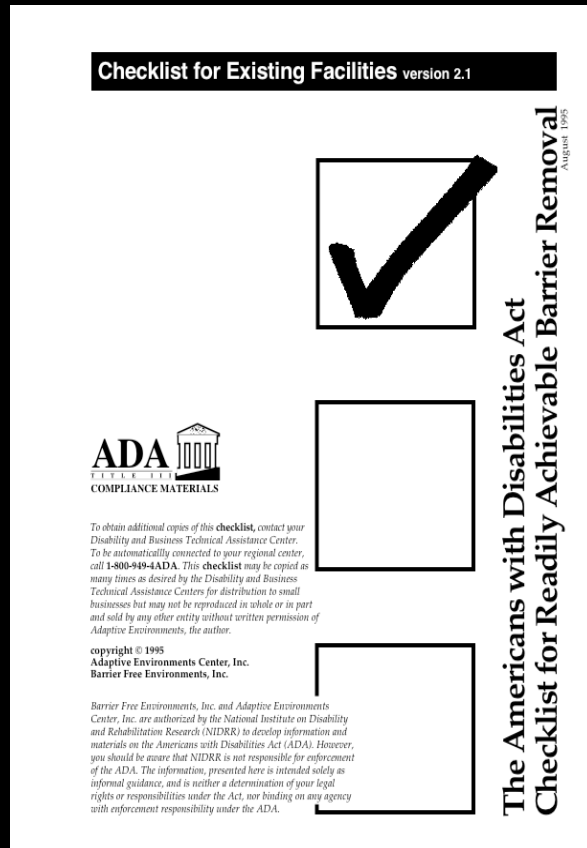 Checklist for Existing Facilities version 2.1
The Americans with Disabilities Act
Checklist for Readily Achievable Barrier Removal
August 1995
ADA
TITLE III
COMPLIANCE MATERIALS
To obtain additional copies of this checklist, contact your
Disability and Business Technical Assistance Center.
To be automaticallly connected to your regional center,
call 1-800-949-4ADA. This checklist may be copied as
many times as desired by the Disability and Business
Technical Assistance Centers for distribution to small
businesses but may not be reproduced in whole or in part
and sold by any other entity without written permission of
Adaptive Environments, the author.
copyright © 1995
Adaptive Environments Center, Inc.
Barrier Free Environments, Inc.
Barrier Free Environments, Inc. and Adaptive Environments
Center, Inc. are authorized by the National Institute on Disability
and Rehabilitation Research (NIDRR) to develop information and
materials on the Americans with Disabilities Act (ADA). However,
you should be aware that NIDRR is not responsible for enforcement
of the ADA. The information, presented here is intended solely as
informal guidance, and is neither a determination of your legal
rights or responsibilities under the Act, nor binding on any agency
with enforcement responsibility under the ADA.